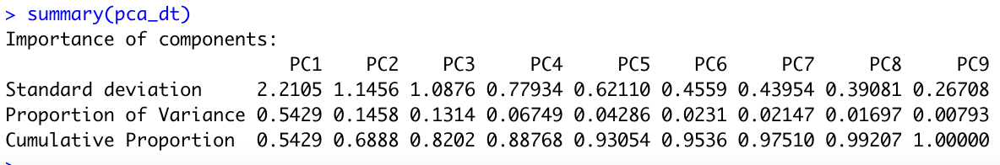 > summary(pca_dt)
Importance of components:
PC1 PC2 PC3 PC4 PC5 PC6 PC7 PC8 PC9
Standard deviation 2.2105 1.1456 1.0876 0.77934 0.62110 0.4559 0.43954 0.39081 0.26708
Proportion of Variance 0.5429 0.1458 0.1314 0.06749 0.04286 0.0231 0.02147 0.01697 0.00793
Cumulative Proportion 0.5429 0.6888 0.8202 0.88768 0.93054 0.9536 0.97510 0.99207 1.00000